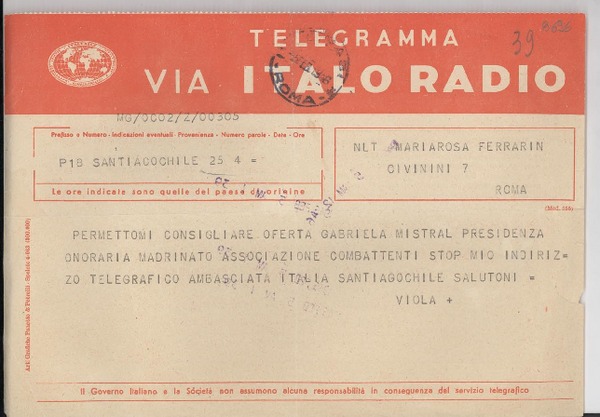 TELEGRAMMA
39
VIA ITALO RADIO
ROMA
MG/0002/Z/00305
Prefisso e Numero - Indicazioni eventuali - Provenienza - Numero parole - Data - Ore
P18 SANTIAGOCHILE 25 4 =
Le ore indicate sono quelle del paese di origine
NLT MARIAROSA FERRARIN
CIVININI 7
ROMA
PERMETTOMI CONSIGLIARE OFFERTA GABRIELA MISTRAL PRESIDENZA
ONORARIA MADRINATO ASSOCIAZIONE COMBATTENTI STOP MIO INDIRIZ=
ZO TELEGRAFICO AMBASCIATA ITALIA SANTIAGOCHILE SALUTONI =
VIOLA +
Il Governo Italiano e la Società non assumono alcuna responsabilità in conseguenza del servizio telegrafico